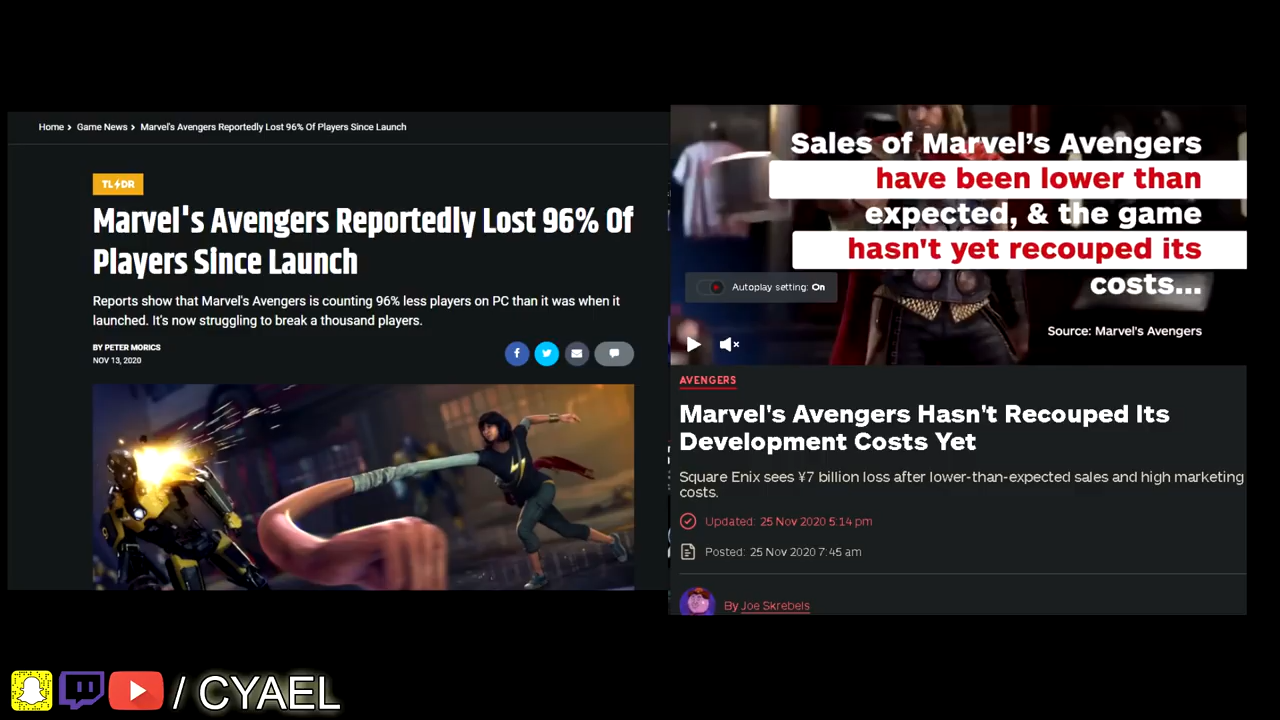 Home > Game News > Marvel's Avengers Reportedly Lost 96% Of Players Since Launch
TL DR
Marvel's Avengers Reportedly Lost 96% Of
Players Since Launch
Reports show that Marvel's Avengers is counting 96% less players on PC than it was when it
launched. It's now struggling to break a thousand players.
BY PETER MORICS
NOV 13, 2020
Sales of Marvel's Avengers
have been lower than
expected, & the game
hasn't yet recouped its
costs...
Autoplay setting: On
Source: Marvel's Avengers
AVENGERS
Marvel's Avengers Hasn't Recouped Its
Development Costs Yet
Square Enix sees ¥7 billion loss after lower-than-expected sales and high marketing
costs.
Updated: 25 Nov 2020 5:14 pm
Posted: 25 Nov 2020 7:45 am
By Joe Skrebels
/ CYAEL